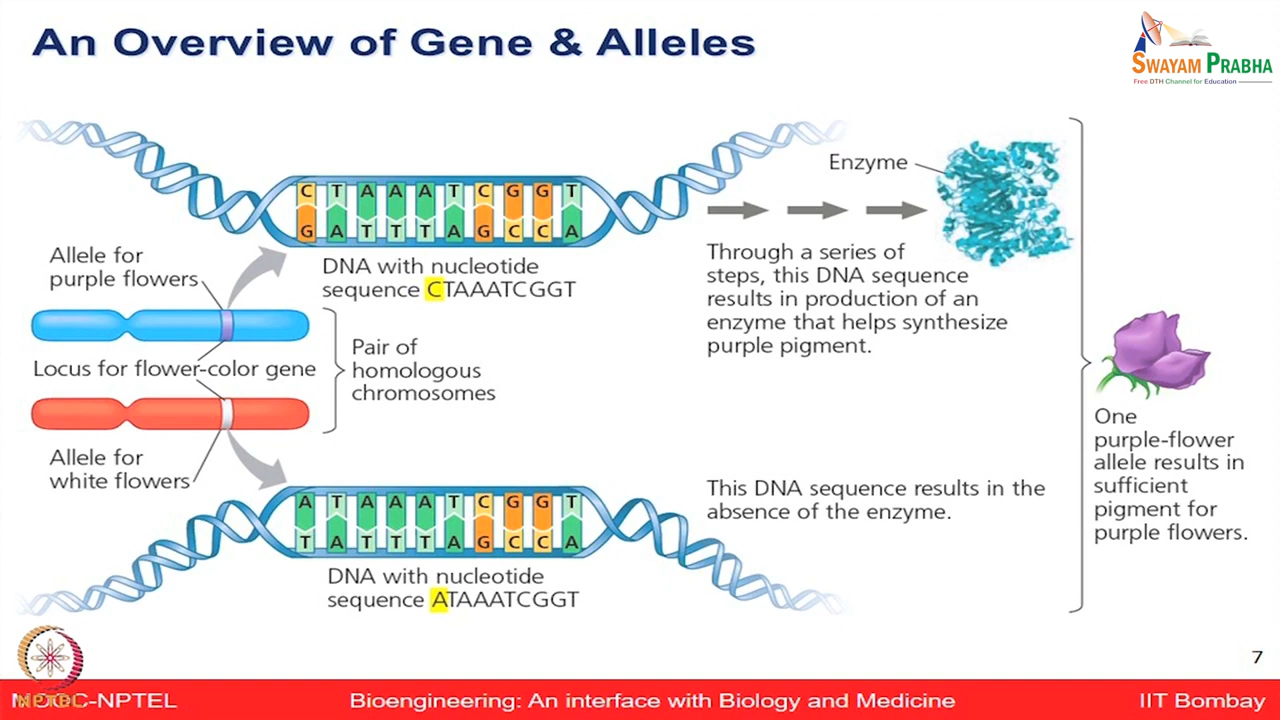 An Overview of Gene & Alleles
SWAYAM PRABHA
Free DTH Channel for Education
Enzyme
C T A A A T C G G T
G A T T T A G C C A
Allele for
purple flowers
DNA with nucleotide
sequence CTAAATCGGT
Through a series of
steps, this DNA sequence
results in production of an
enzyme that helps synthesize
purple pigment.
Locus for flower-color gene
Pair of
homologous
chromosomes
Allele for
white flowers
One
purple-flower
allele results in
sufficient
pigment for
purple flowers.
A T A A A T C G G T
T A T T T A G C C A
This DNA sequence results in the
absence of the enzyme.
DNA with nucleotide
sequence ATAAATCGGT
7
NPTEL
MOOC-NPTEL
Bioengineering: An interface with Biology and Medicine
IIT Bombay